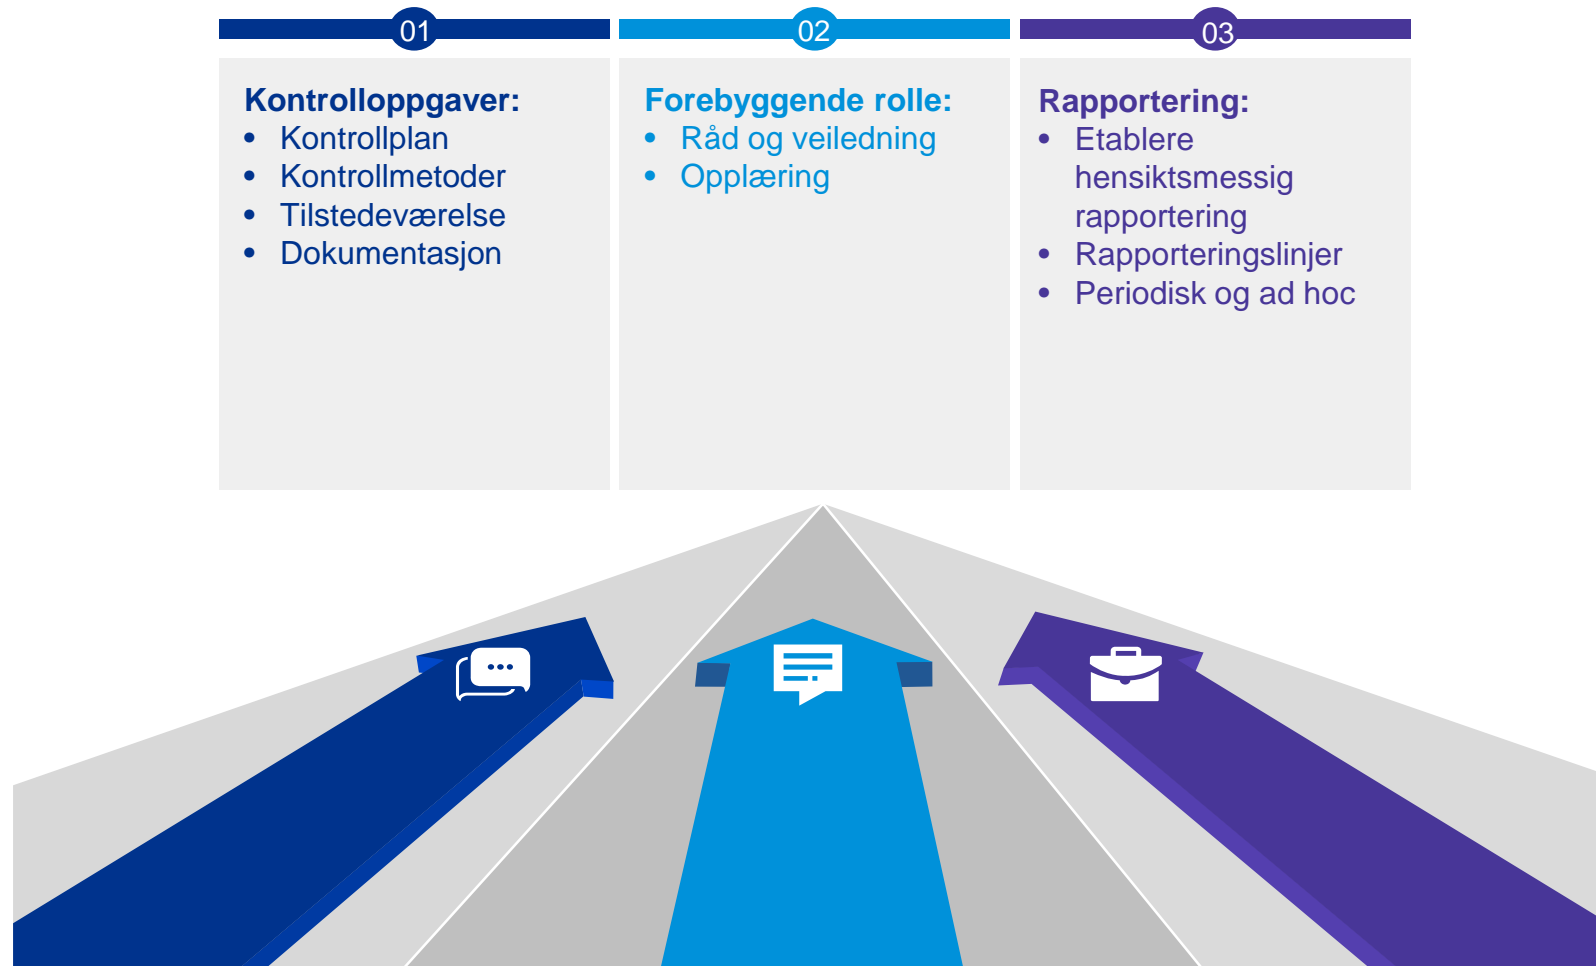 01
Kontrolloppgaver:
• Kontrollplan
• Kontrollmetoder
• Tilstedeværelse
• Dokumentasjon
02
Forebyggende rolle:
• Råd og veiledning
• Opplæring
03
Rapportering:
• Etablere
hensiktsmessig
rapportering
• Rapporteringslinjer
• Periodisk og ad hoc